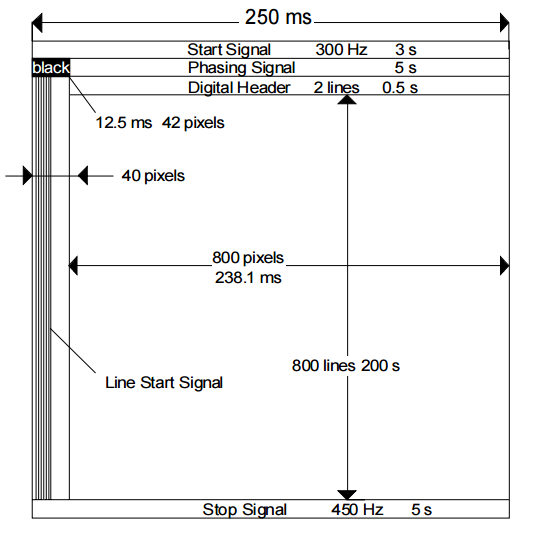 250 ms
Start Signal 300 Hz 3 s
black Phasing Signal 5 s
Digital Header 2 lines 0.5 s
12.5 ms 42 pixels
40 pixels
800 pixels
238.1 ms
800 lines 200 s
Line Start Signal
Stop Signal 450 Hz 5 s